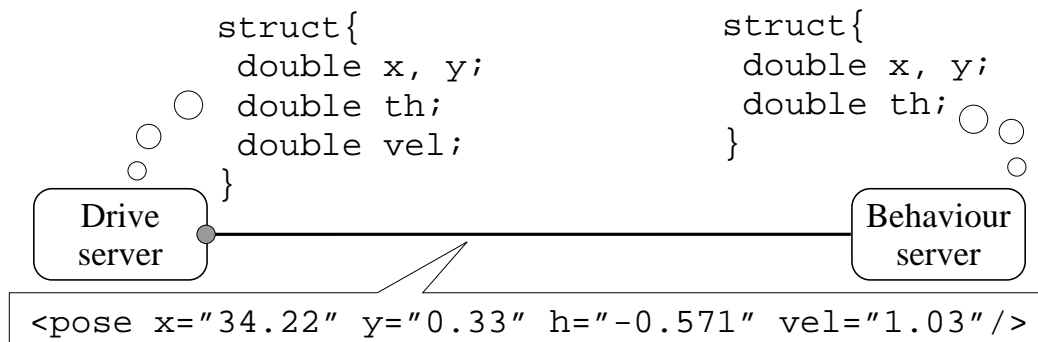 struct{
double x, y;
double th;
double vel;
}
struct{
double x, y;
double th;
}
Drive
server
Behaviour
server
<pose x="34.22" y="0.33" h="-0.571" vel="1.03"/>